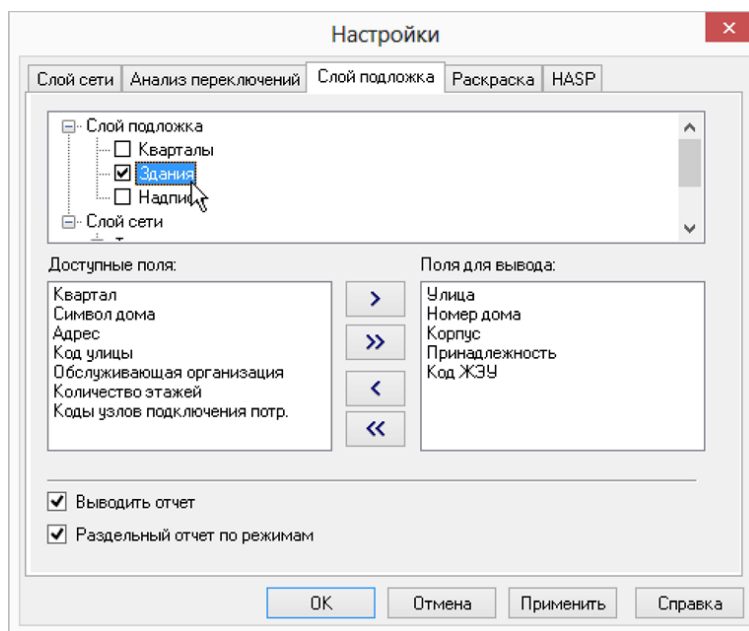 Настройки
Слой сети Анализ переключений Слой подложка Раскраска HASP
Слой подложка
Кварталы
Здания
Слой сети
Доступные поля: Поля для вывода:
Квартал
Символ дома
Адрес
Код улицы
Обслуживающая организация
Количество этажей
Коды узлов подключения потр.
Улица
Номер дома
Корпус
Принадлежность
Код ЖЭУ
Выводить отчет
Раздельный отчет по режимам
ОК Отмена Применить Справка